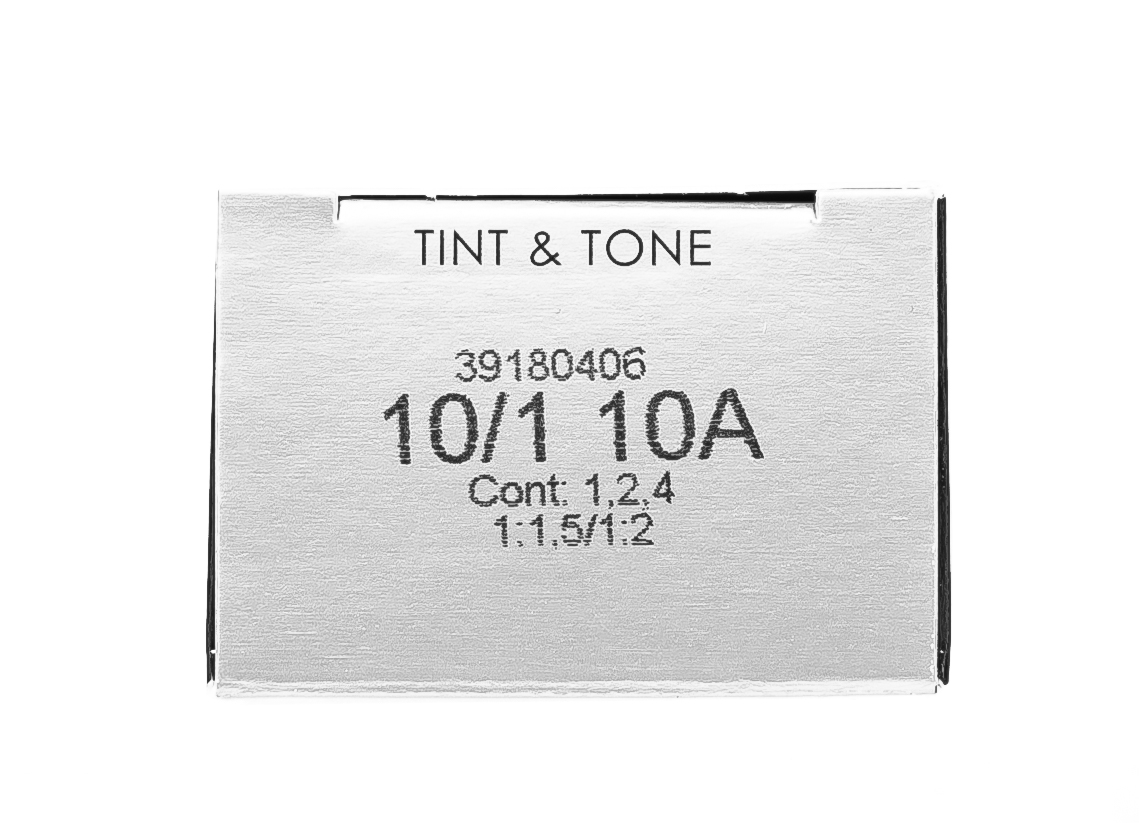 TINT & TONE
39180406
10/1 10A
Cont: 1,2,4
1:1,5/1:2